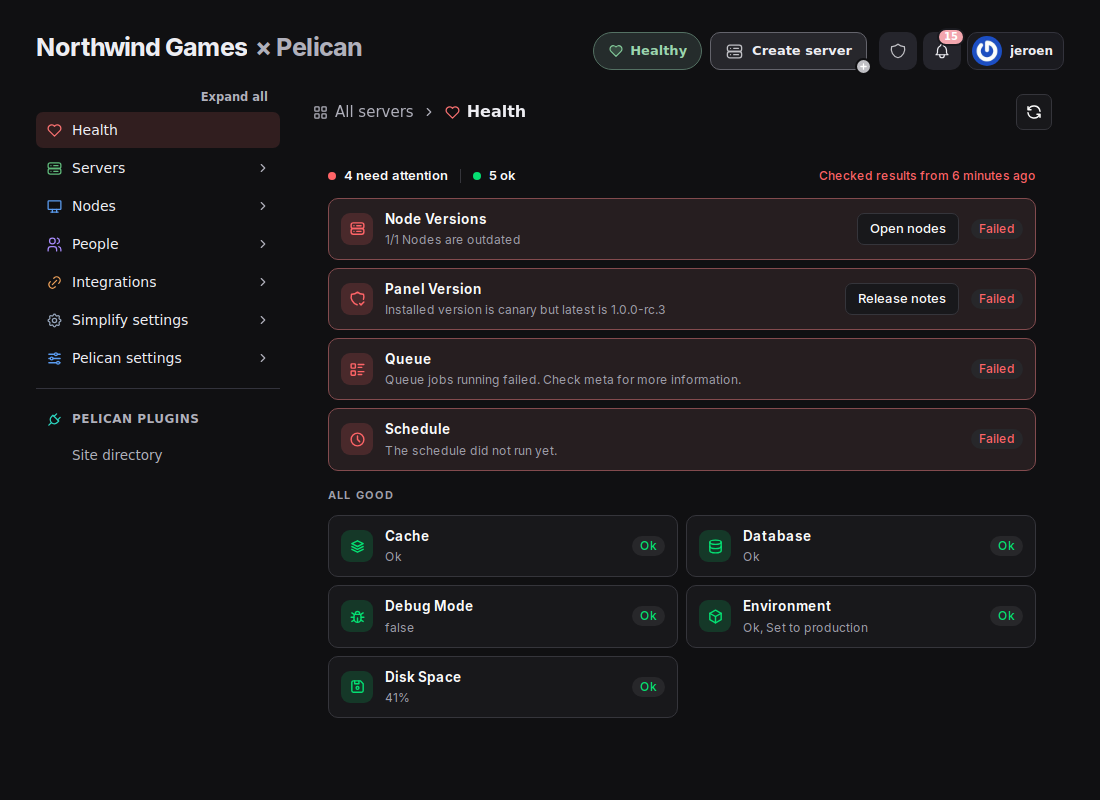 Northwind Games × Pelican
Healthy
Create server
15
jeroen
Expand all
Health
Servers
Nodes
People
Integrations
Simplify settings
Pelican settings
PELICAN PLUGINS
Site directory
All servers
Health
4 need attention
5 ok
Checked results from 6 minutes ago
Node Versions
1/1 Nodes are outdated
Open nodes
Failed
Panel Version
Installed version is canary but latest is 1.0.0-rc.3
Release notes
Failed
Queue
Queue jobs running failed. Check meta for more information.
Failed
Schedule
The schedule did not run yet.
Failed
ALL GOOD
Cache
Ok
Ok
Database
Ok
Ok
Debug Mode
false
Ok
Environment
Ok, Set to production
Ok
Disk Space
41%
Ok